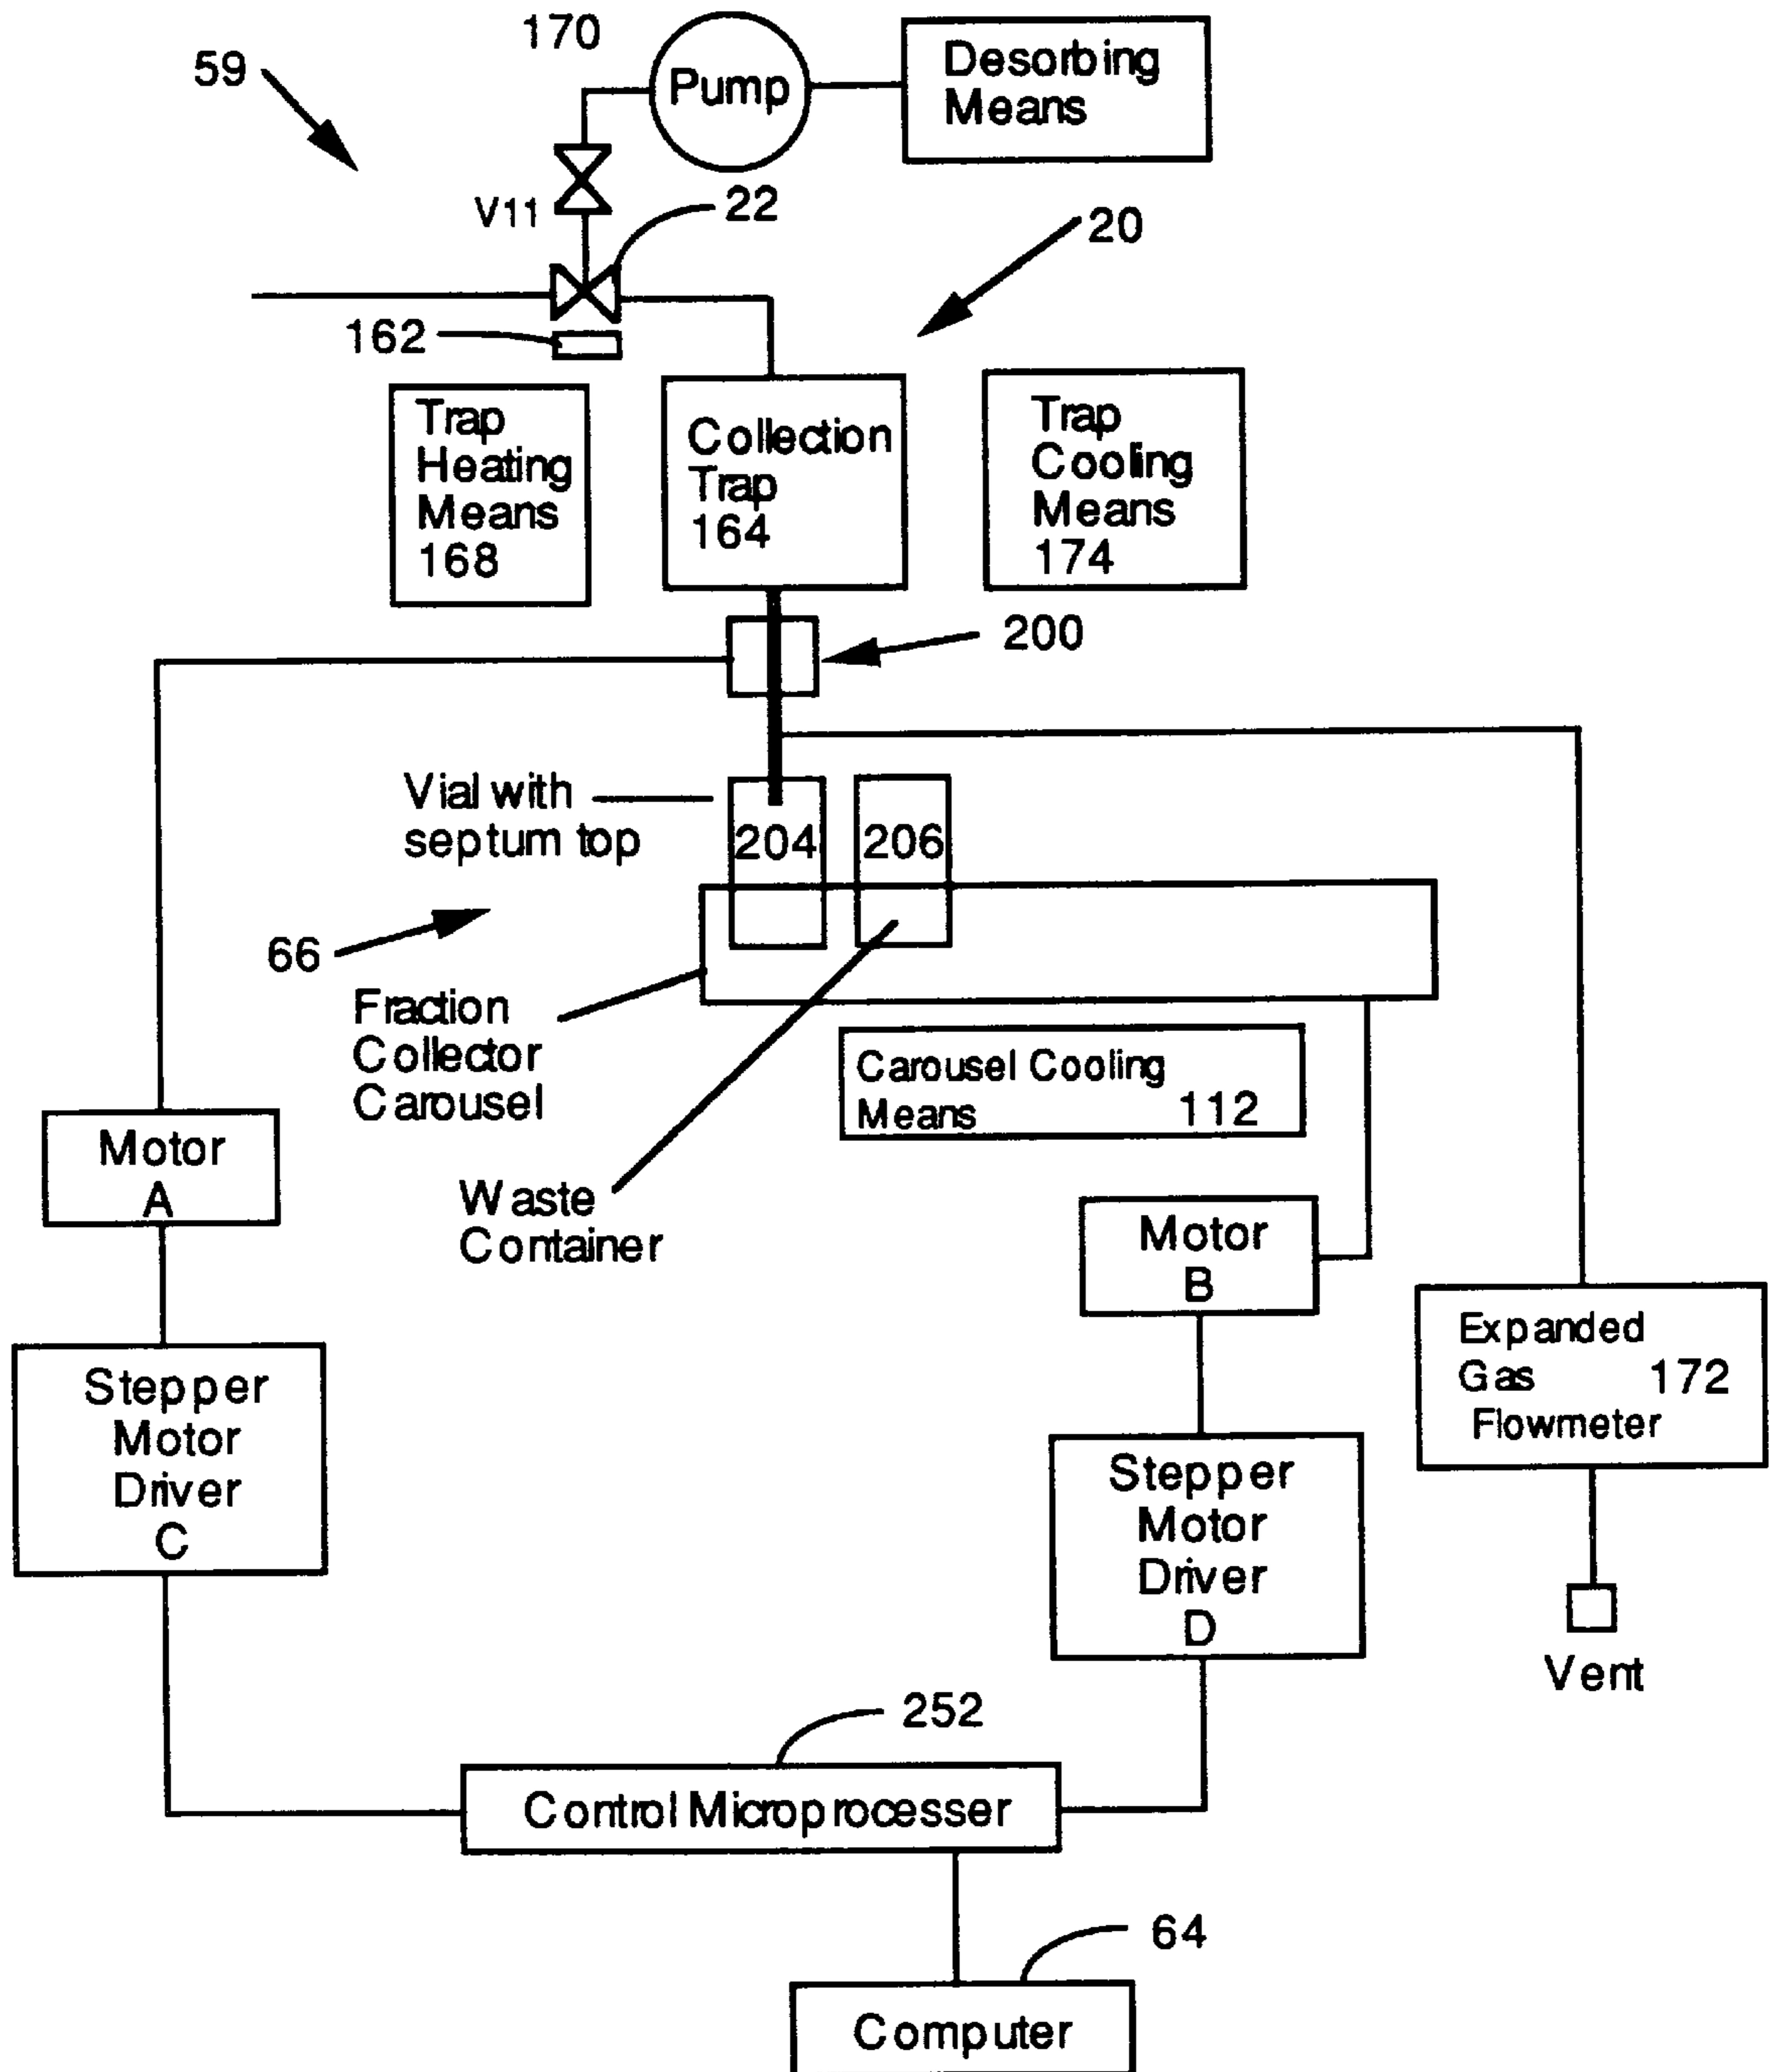 170
Pump
Desorbing
Means
59
V11
22
20
162
Trap
Heating
Means
168
Collection
Trap
164
Trap
Cooling
Means
174
200
Vial with
septum top
204
206
66
Fraction
Collector
Carousel
Carousel Cooling
Means 112
Waste
Container
Motor
A
Motor
B
Expanded
Gas 172
Flowmeter
Stepper
Motor
Driver
C
Stepper
Motor
Driver
D
Vent
252
Control Microprocesser
64
Computer